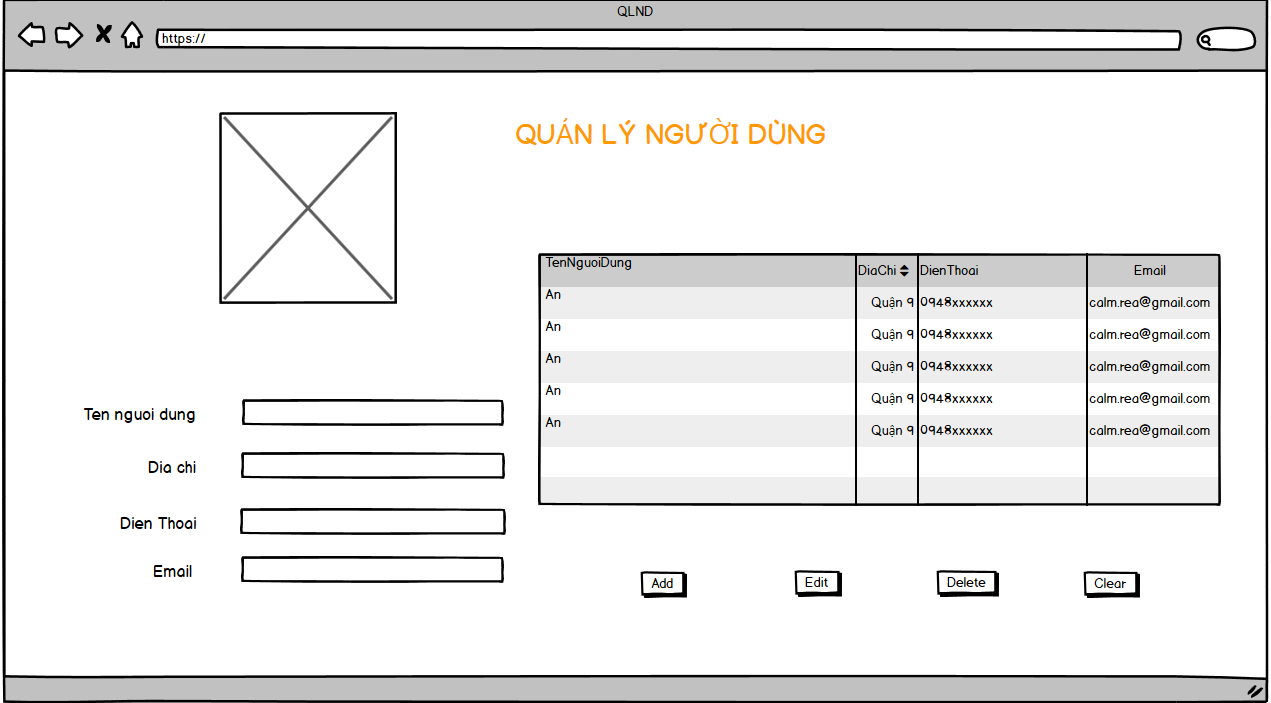 QLND
https://
QUÁN LÝ NGƯỜI DÙNG
TenNguoiDung DiaChi DienThoai Email
An Quận 9 0948xxxxxx calm.rea@gmail.com
An Quận 9 0948xxxxxx calm.rea@gmail.com
An Quận 9 0948xxxxxx calm.rea@gmail.com
An Quận 9 0948xxxxxx calm.rea@gmail.com
An Quận 9 0948xxxxxx calm.rea@gmail.com
Ten nguoi dung
Dia chi
Dien Thoai
Email
Add Edit Delete Clear